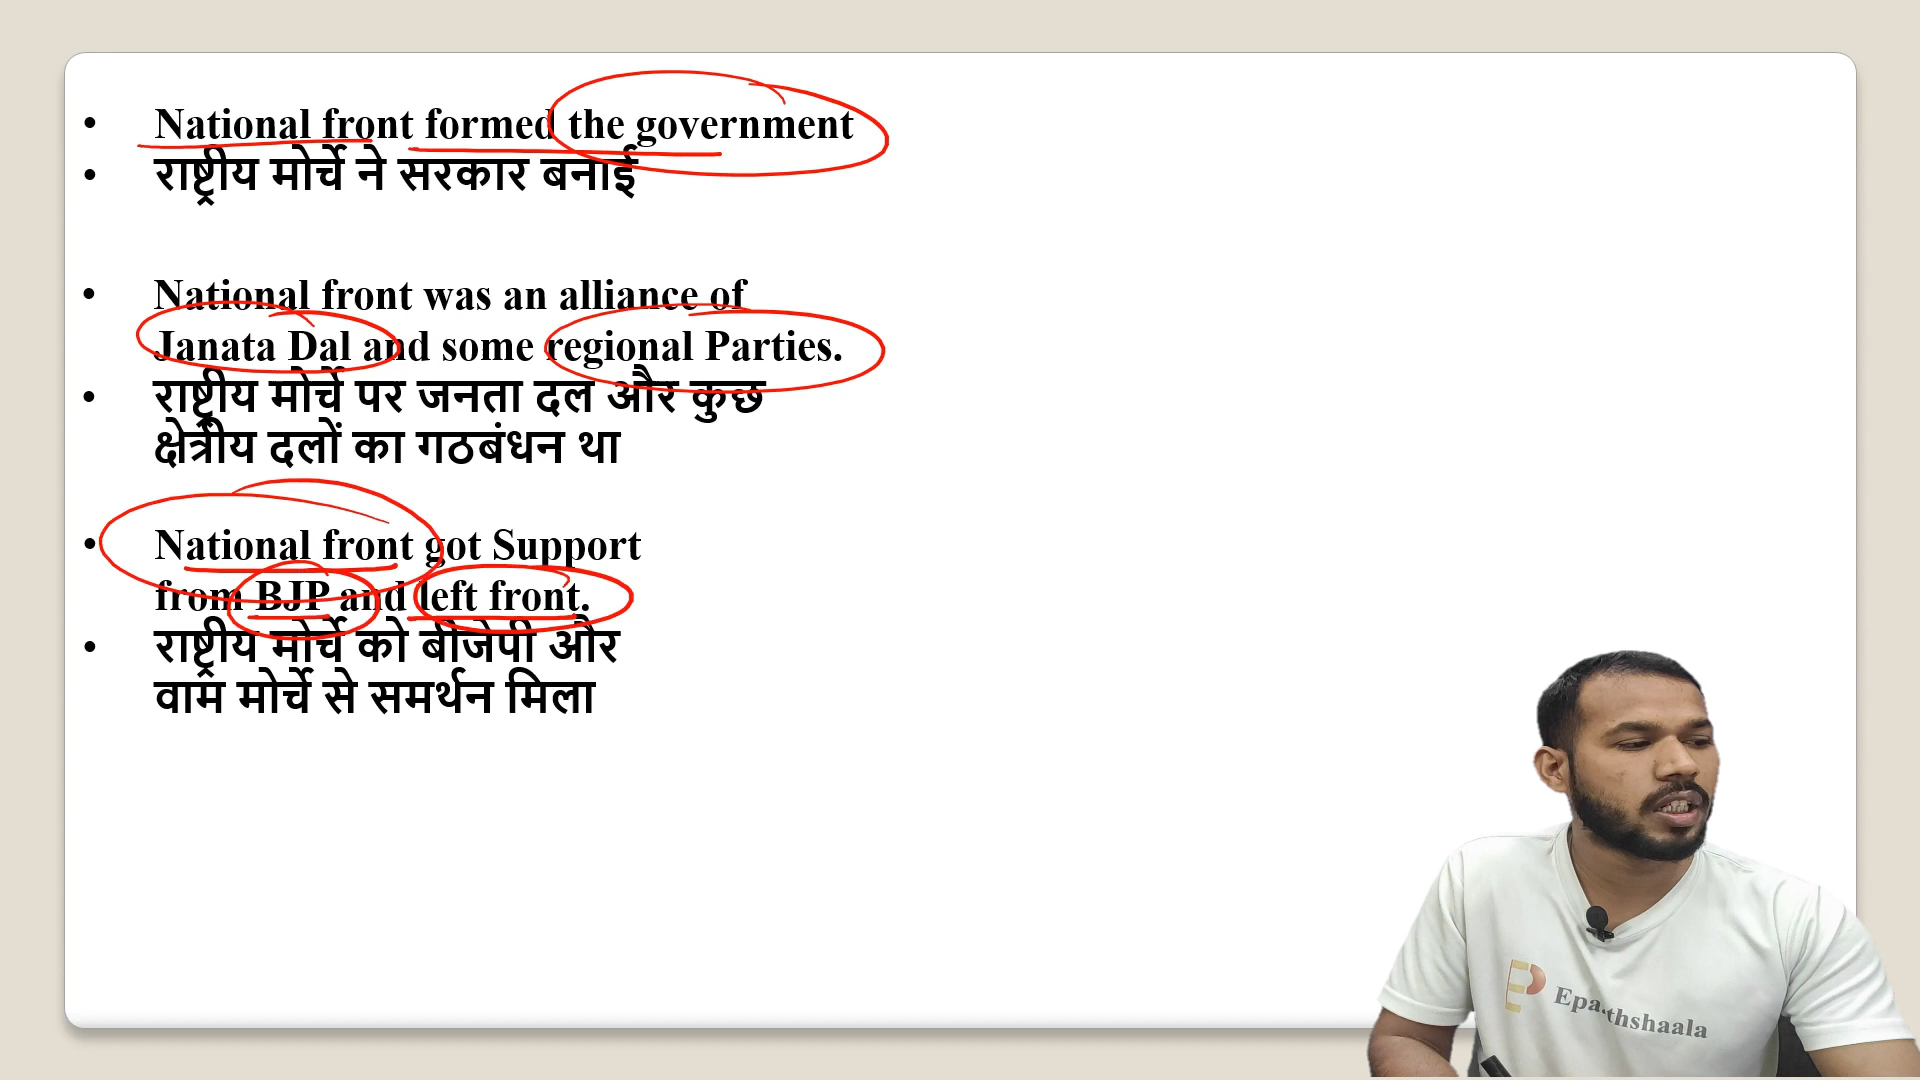 • National front formed the government
• राष्ट्रीय मोर्चे ने सरकार बनाई
• National front was an alliance of
Janata Dal and some regional Parties.
• राष्ट्रीय मोर्चे पर जनता दल और कुछ
क्षेत्रीय दलों का गठबंधन था
• National front got Support
from BJP and left front.
• राष्ट्रीय मोर्चे को बीजेपी और
वाम मोर्चे से समर्थन मिला
Epathshaala